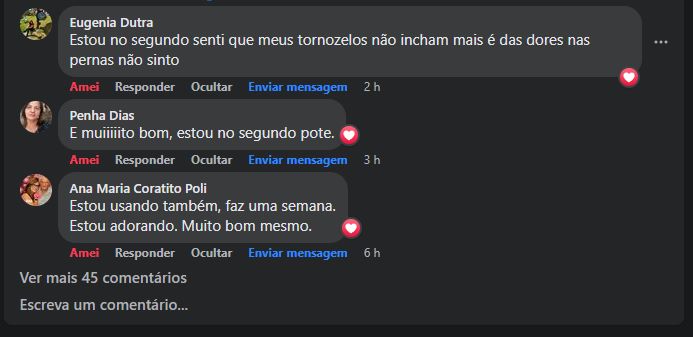 Eugenia Dutra
Estou no segundo senti que meus tornozelos não incham mais é das dores nas
pernas não sinto
Amei Responder Ocultar Enviar mensagem 2 h
Penha Dias
E muiiiiito bom, estou no segundo pote.
Amei Responder Ocultar Enviar mensagem 3 h
Ana Maria Coratito Poli
Estou usando também, faz uma semana.
Estou adorando. Muito bom mesmo.
Amei Responder Ocultar Enviar mensagem 6 h
Ver mais 45 comentários
Escreva um comentário...